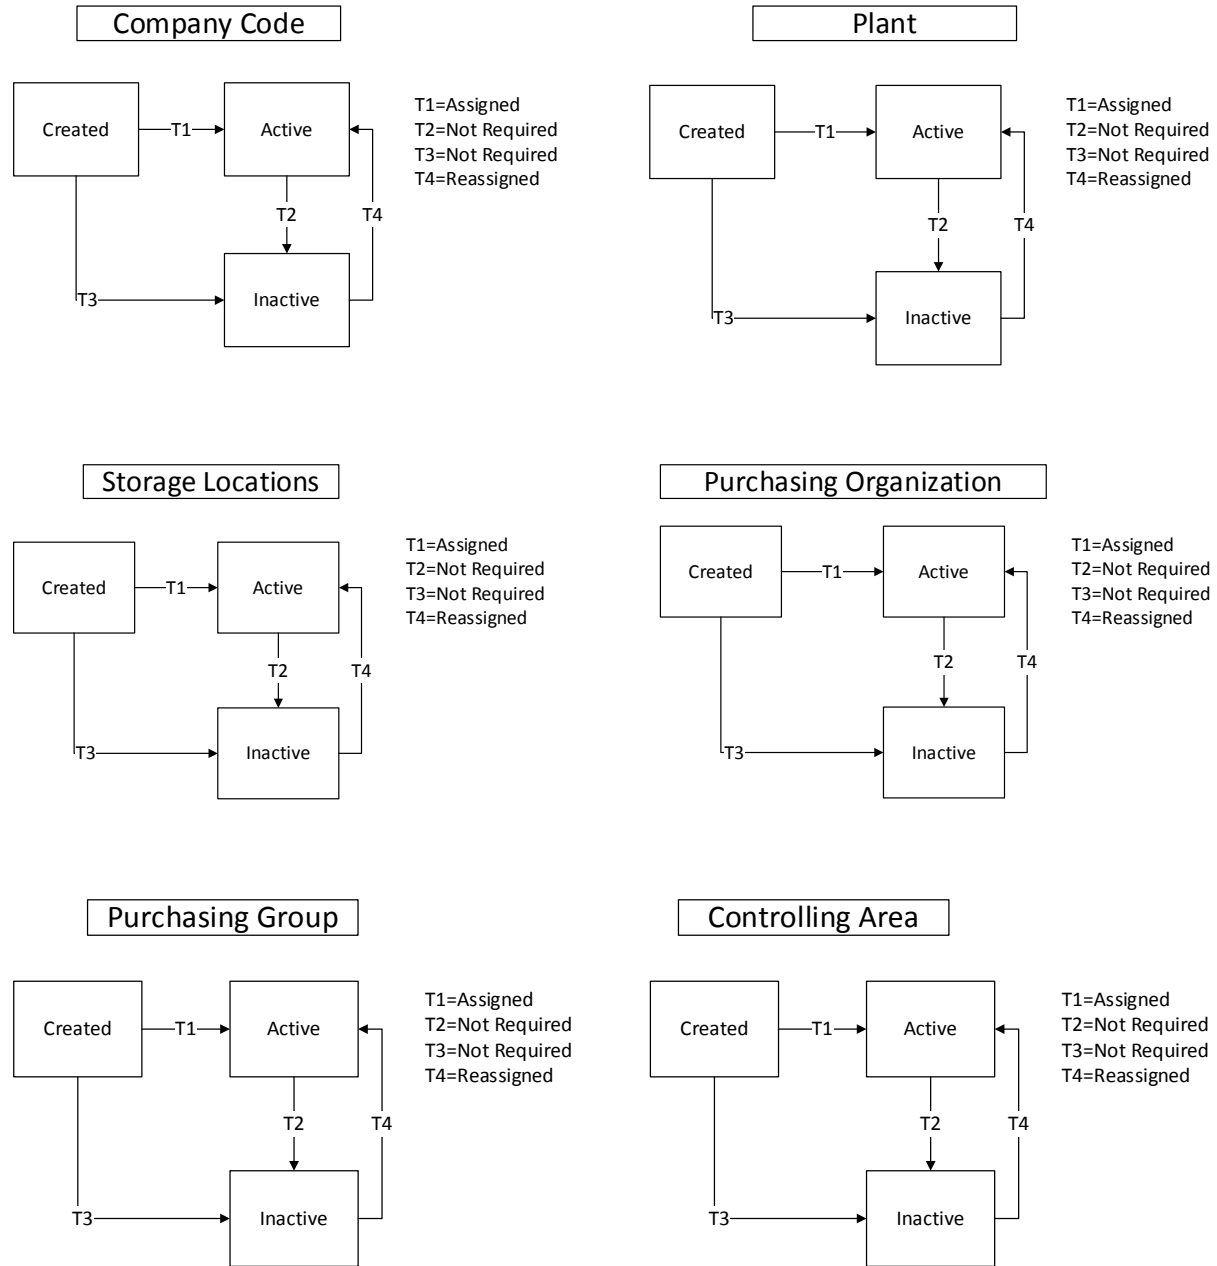 Company Code
Created
T1
Active
T1=Assigned
T2=Not Required
T3=Not Required
T4=Reassigned
T2
T4
T3
Inactive
Plant
Created
T1
Active
T1=Assigned
T2=Not Required
T3=Not Required
T4=Reassigned
T2
T4
T3
Inactive
Storage Locations
Created
T1
Active
T1=Assigned
T2=Not Required
T3=Not Required
T4=Reassigned
T2
T4
T3
Inactive
Purchasing Organization
Created
T1
Active
T1=Assigned
T2=Not Required
T3=Not Required
T4=Reassigned
T2
T4
T3
Inactive
Purchasing Group
Created
T1
Active
T1=Assigned
T2=Not Required
T3=Not Required
T4=Reassigned
T2
T4
T3
Inactive
Controlling Area
Created
T1
Active
T1=Assigned
T2=Not Required
T3=Not Required
T4=Reassigned
T2
T4
T3
Inactive